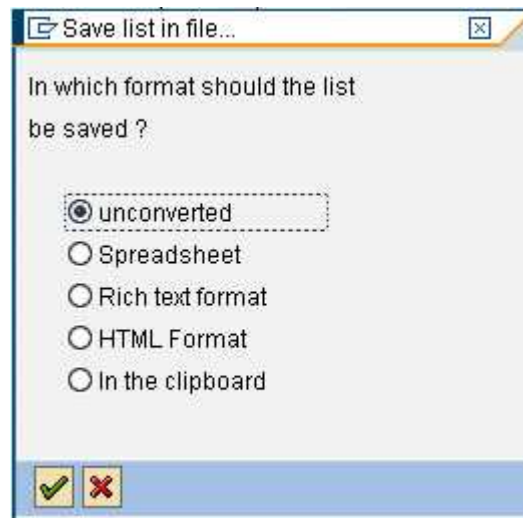 Save list in file...
In which format should the list
be saved ?
unconverted
Spreadsheet
Rich text format
HTML Format
In the clipboard